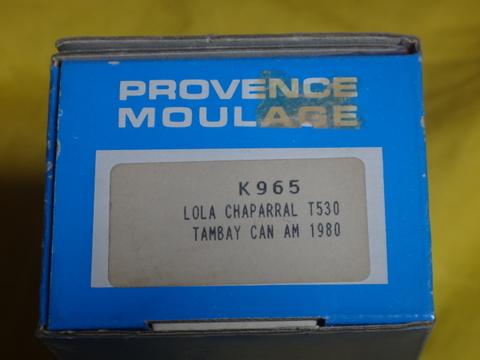 PROVENCE
MOULAGE
K965
LOLA CHAPARRAL T530
TAMBAY CAN AM 1980